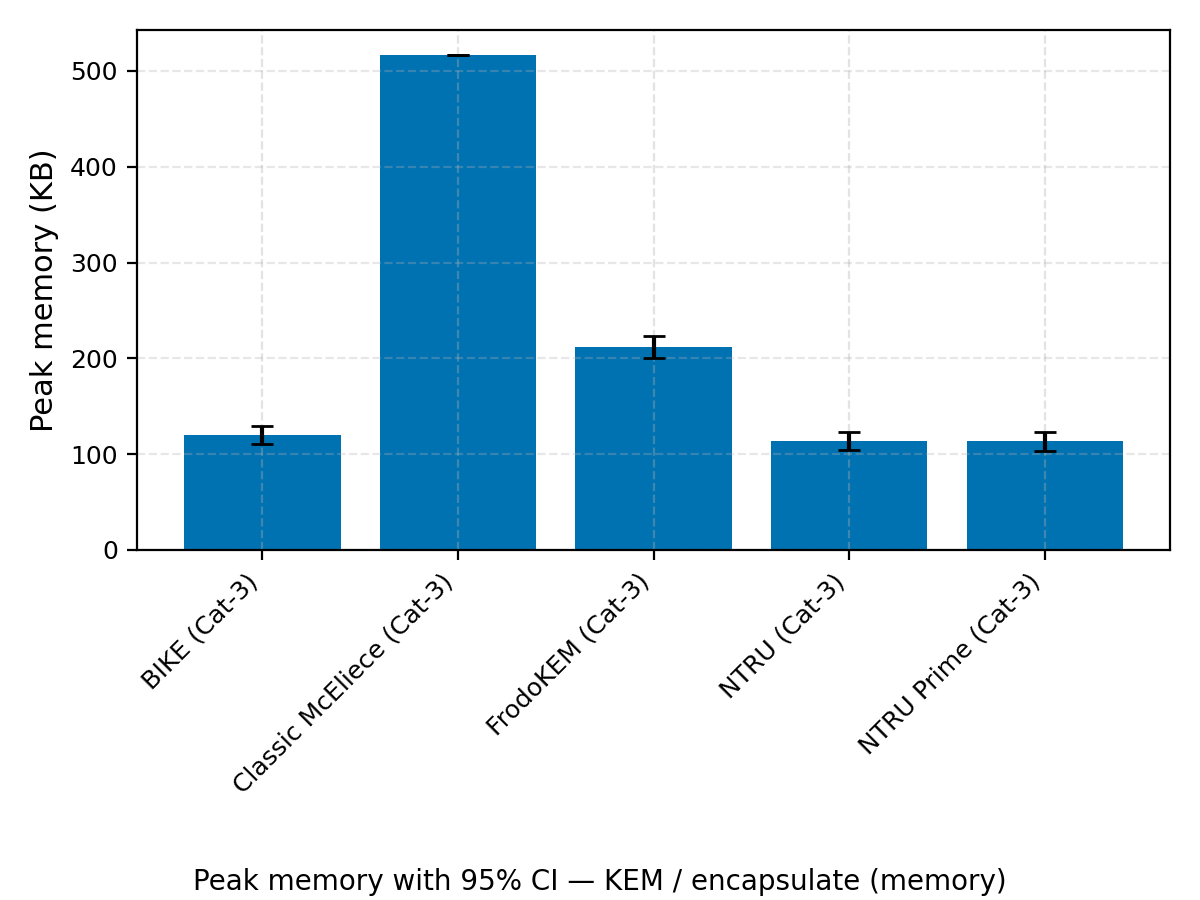 Peak memory (KB)
500
400
300
200
100
0
BIKE (Cat-3)
Classic McEliece (Cat-3)
FrodoKEM (Cat-3)
NTRU (Cat-3)
NTRU Prime (Cat-3)
Peak memory with 95% CI — KEM / encapsulate (memory)